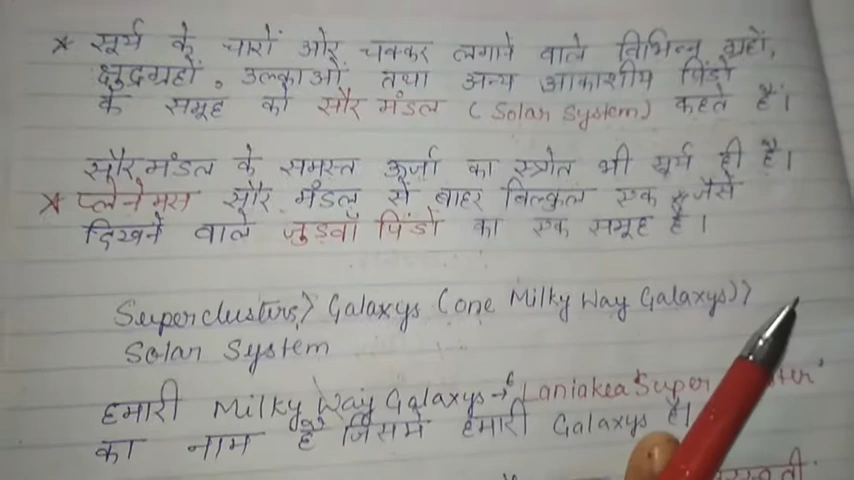 * सूर्य के चारों ओर चक्कर लगाने वाले विभिन्न ग्रहों,
क्षुद्रग्रहों, उल्काओं तथा अन्य आकाशीय पिंडों
के समूह को सौर मंडल (Solar System) कहते हैं।
सौरमंडल के समस्त ऊर्जा का स्त्रोत भी सूर्य ही है।
* प्लेनेमस सौर मंडल से बाहर बिल्कुल एक जैसे
दिखने वाले जुड़वाँ पिंडों का एक समूह है।
Superclusters> Galaxys (one Milky Way Galaxys)>
Solar System
हमारी Milky Way Galaxys→ 'Laniakea Super
का नाम है जिसमें हमारी Galaxys है।